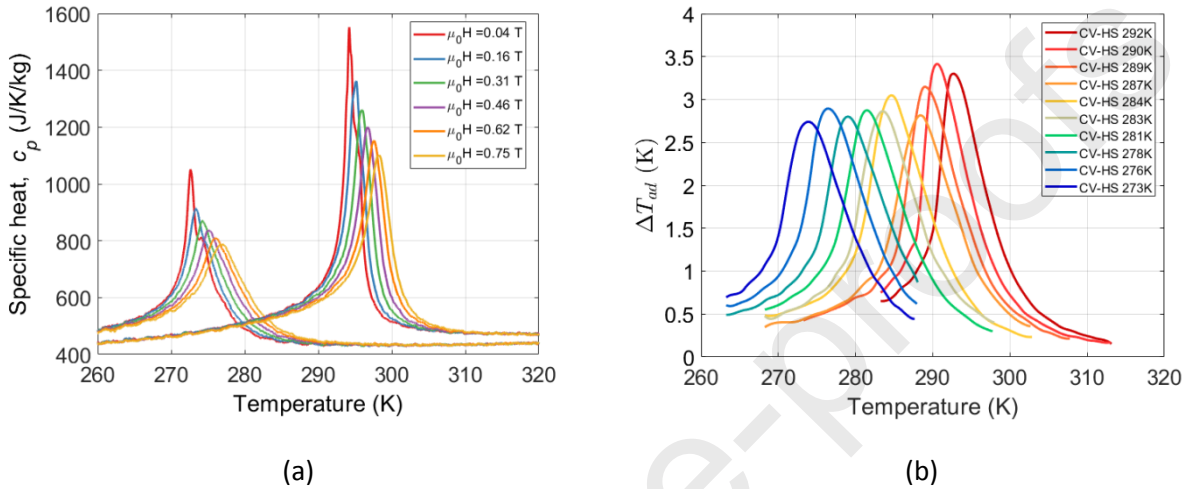 1600
1400
1200
1000
800
600
400
260 270 280 290 300 310 320
Specific heat, c_p (J/K/kg)
Temperature (K)
μ₀H =0.04 T
μ₀H =0.16 T
μ₀H =0.31 T
μ₀H =0.46 T
μ₀H =0.62 T
μ₀H =0.75 T
(a)
4
3.5
3
2.5
2
1.5
1
0.5
0
260 270 280 290 300 310 320
ΔT_ad (K)
Temperature (K)
CV-HS 292K
CV-HS 290K
CV-HS 289K
CV-HS 287K
CV-HS 284K
CV-HS 283K
CV-HS 281K
CV-HS 278K
CV-HS 276K
CV-HS 273K
(b)
e-proofs